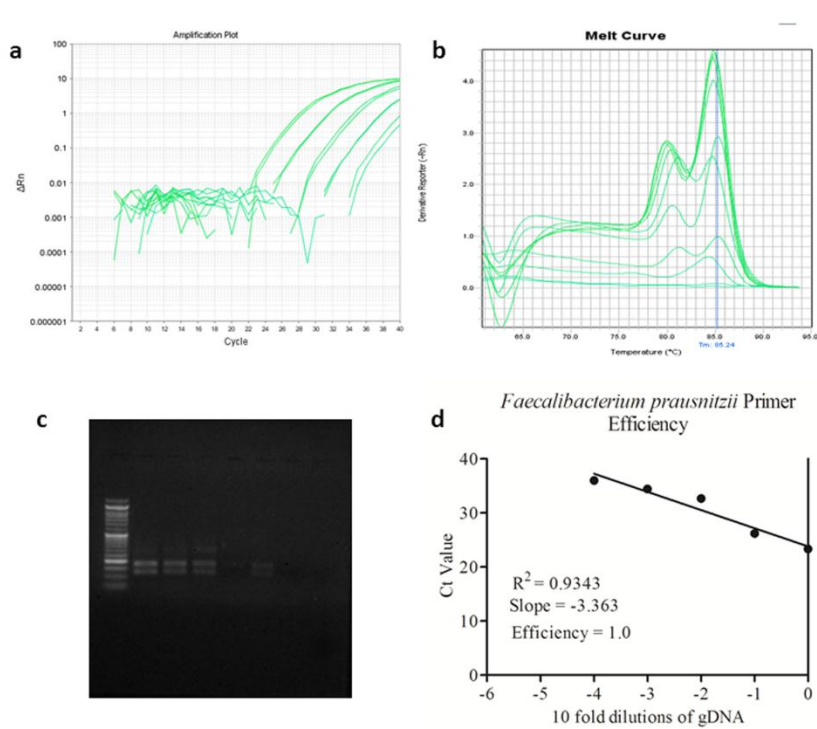 a
Amplification Plot
100
10
1
0.1
0.01
0.001
0.0001
0.00001
0.000001
ΔRn
2 4 6 8 10 12 14 16 18 20 22 24 26 28 30 32 34 36 38 40
Cycle
b
Melt Curve
4.0
3.0
2.0
1.0
0.0
Derivative Reporter (-Rn)
65.0 70.0 75.0 80.0 85.0 90.0 95.0
Tm: 85.24
Temperature (°C)
c
d
Faecalibacterium prausnitzii Primer
Efficiency
40
30
20
10
0
Ct Value
R2 = 0.9343
Slope = -3.363
Efficiency = 1.0
-6 -5 -4 -3 -2 -1 0
10 fold dilutions of gDNA